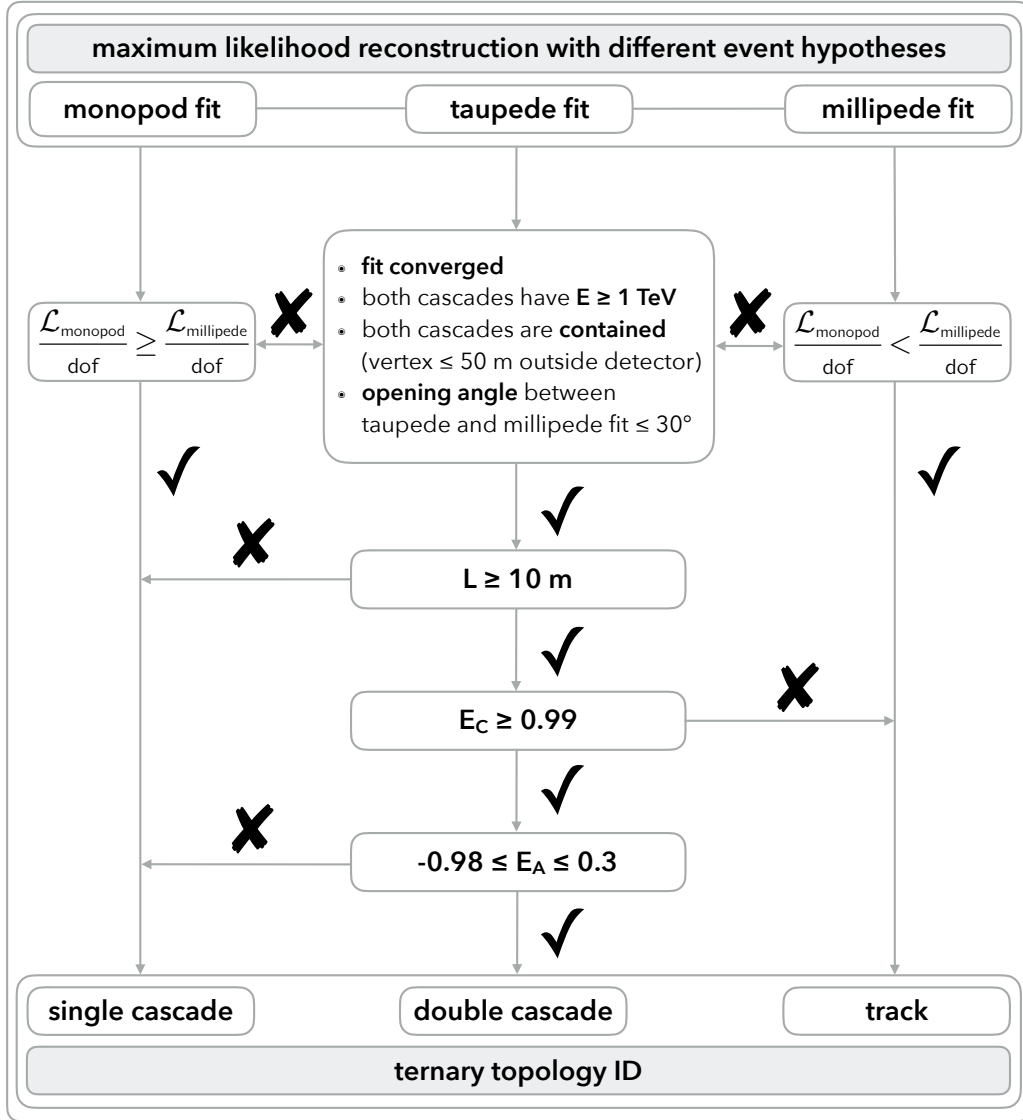 maximum likelihood reconstruction with different event hypotheses
monopod fit
taupede fit
millipede fit
• fit converged
• both cascades have E ≥ 1 TeV
• both cascades are contained
(vertex ≤ 50 m outside detector)
• opening angle between
taupede and millipede fit ≤ 30°
ℒmonopod/dof ≥ ℒmillipede/dof
ℒmonopod/dof < ℒmillipede/dof
L ≥ 10 m
E_C ≥ 0.99
-0.98 ≤ E_A ≤ 0.3
single cascade
double cascade
track
ternary topology ID